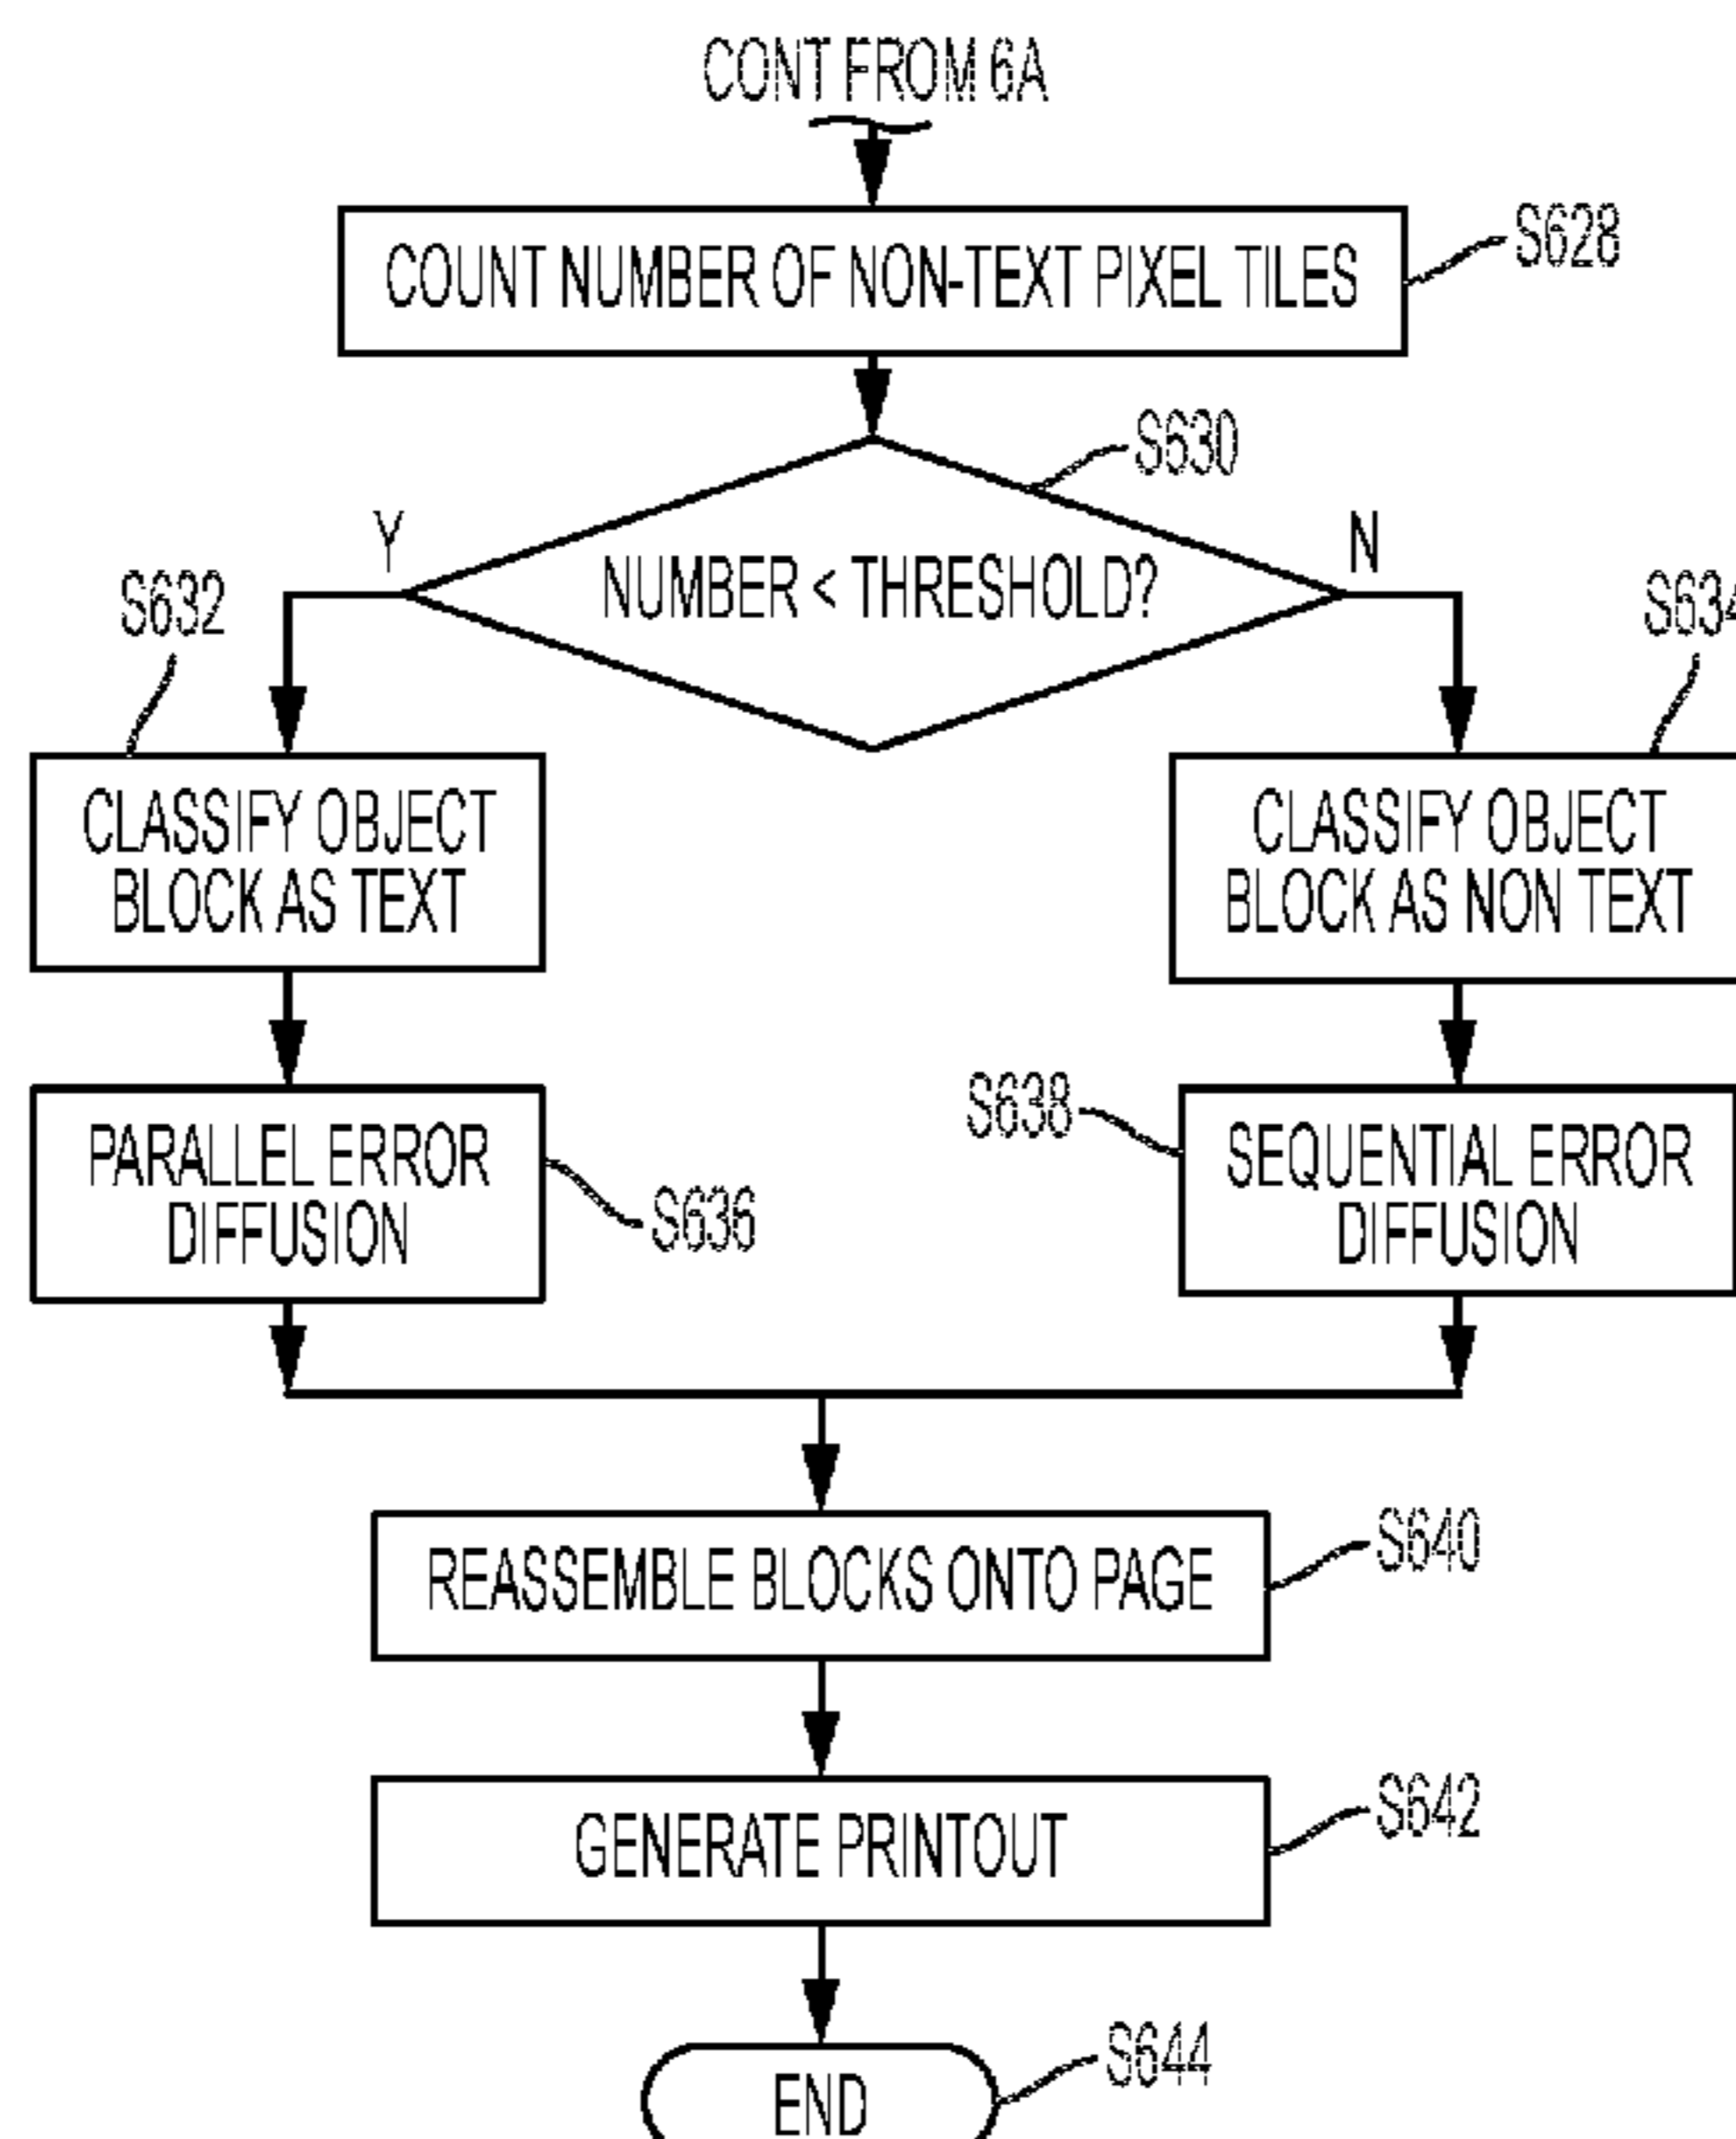 CONT FROM 6A
COUNT NUMBER OF NON-TEXT PIXEL TILES
S628
S630
Y
NUMBER < THRESHOLD?
N
S632
S634
CLASSIFY OBJECT
BLOCK AS TEXT
CLASSIFY OBJECT
BLOCK AS NON TEXT
PARALLEL ERROR
DIFFUSION
S636
S638
SEQUENTIAL ERROR
DIFFUSION
REASSEMBLE BLOCKS ONTO PAGE
S640
GENERATE PRINTOUT
S642
END
S644